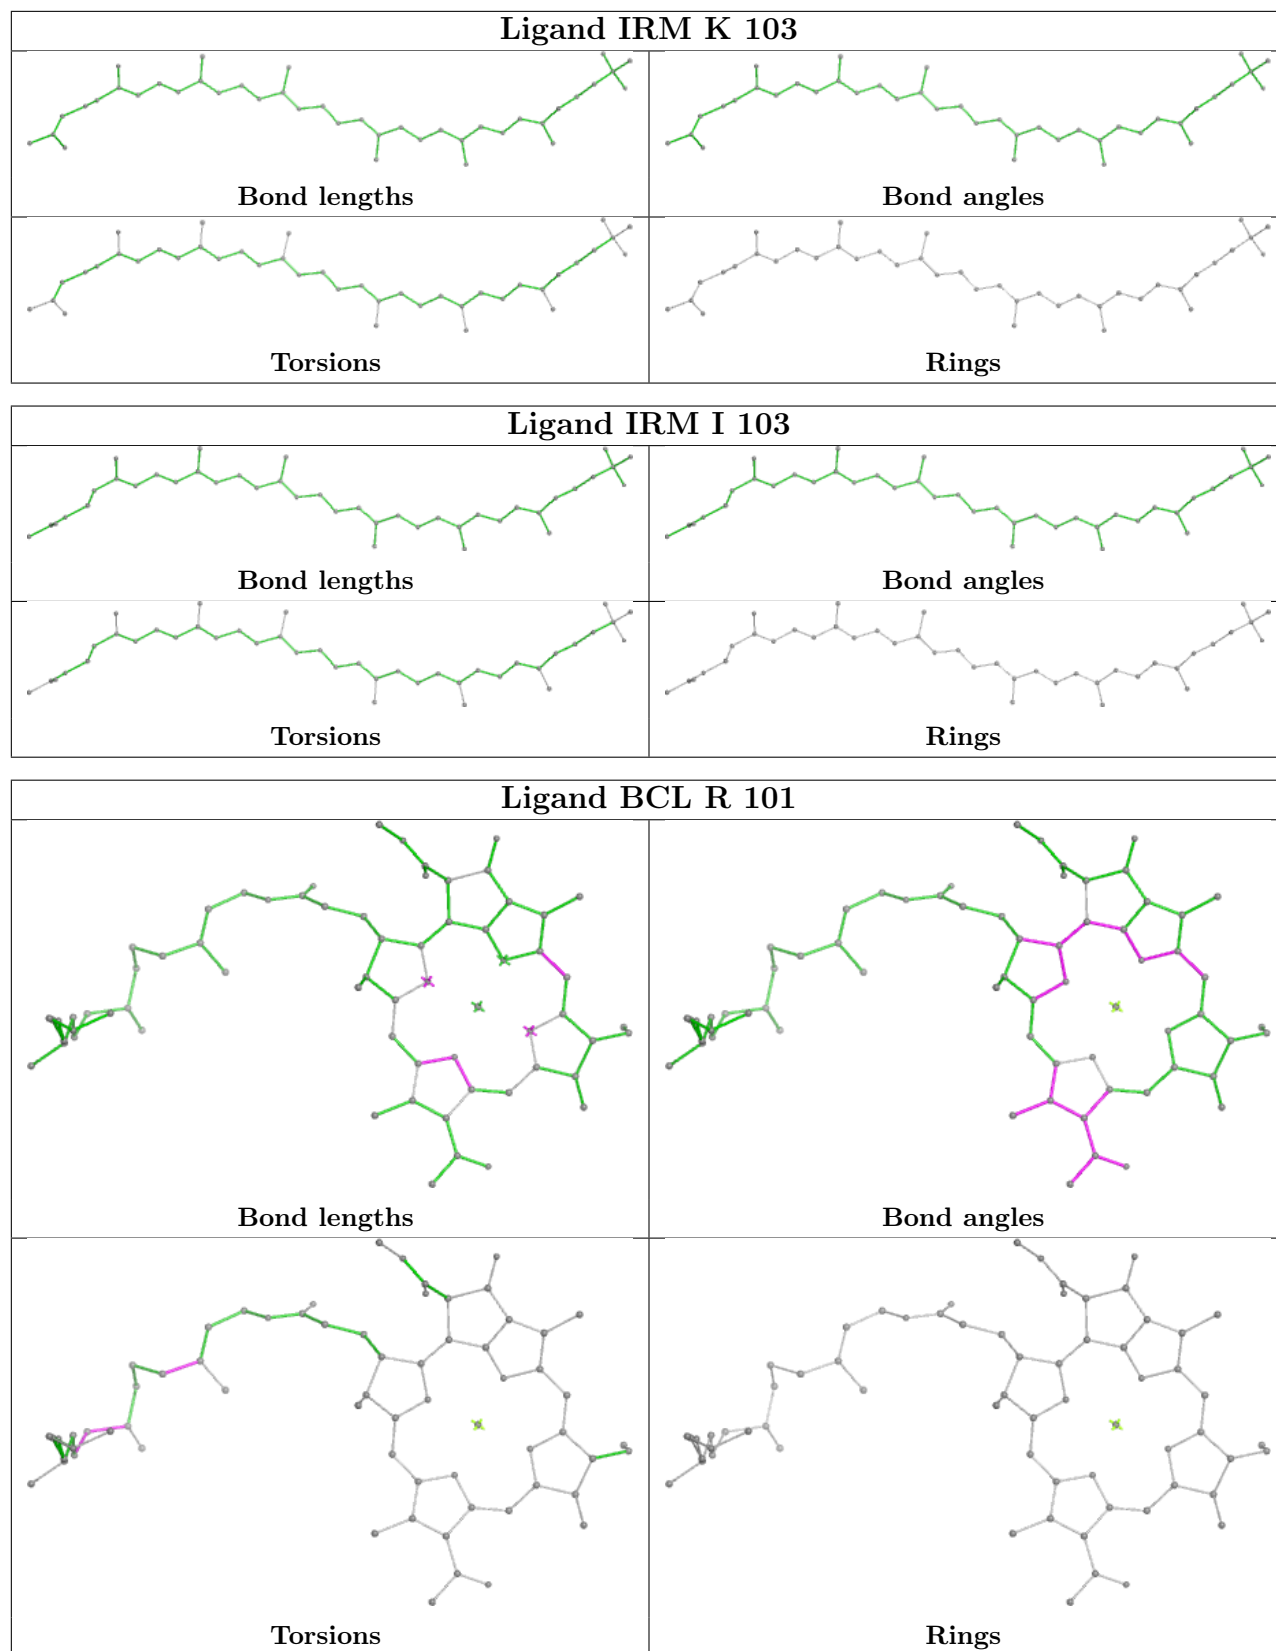 Ligand IRM K 103
Bond lengths
Bond angles
Torsions
Rings
Ligand IRM I 103
Bond lengths
Bond angles
Torsions
Rings
Ligand BCL R 101
Bond lengths
Bond angles
Torsions
Rings